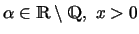 α ∈ ℝ \ ℚ, x > 0